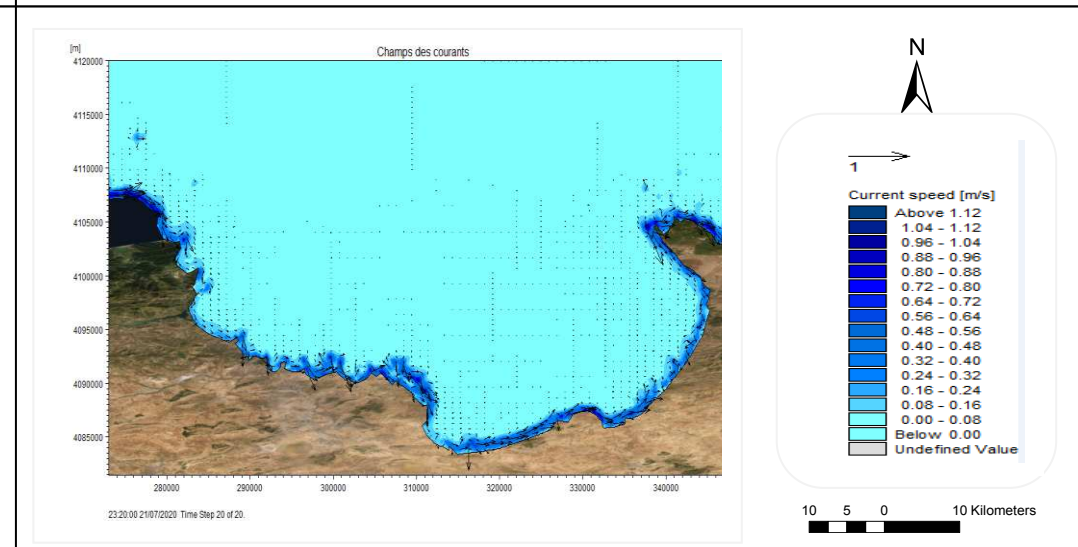 [m]
Champs des courants
4120000
4115000
4110000
4105000
4100000
4095000
4090000
4085000
280000 290000 300000 310000 320000 330000 340000
23:20:00 21/07/2020 Time Step 20 of 20.
N
1
Current speed [m/s]
Above 1.12
1.04 - 1.12
0.96 - 1.04
0.88 - 0.96
0.80 - 0.88
0.72 - 0.80
0.64 - 0.72
0.56 - 0.64
0.48 - 0.56
0.40 - 0.48
0.32 - 0.40
0.24 - 0.32
0.16 - 0.24
0.08 - 0.16
0.00 - 0.08
Below 0.00
Undefined Value
10 5 0 10 Kilometers